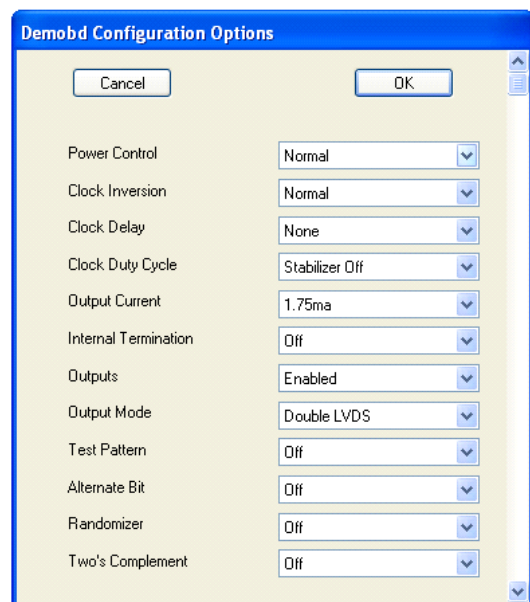 Demobd Configuration Options
Cancel OK
Power Control Normal
Clock Inversion Normal
Clock Delay None
Clock Duty Cycle Stabilizer Off
Output Current 1.75ma
Internal Termination Off
Outputs Enabled
Output Mode Double LVDS
Test Pattern Off
Alternate Bit Off
Randomizer Off
Two's Complement Off